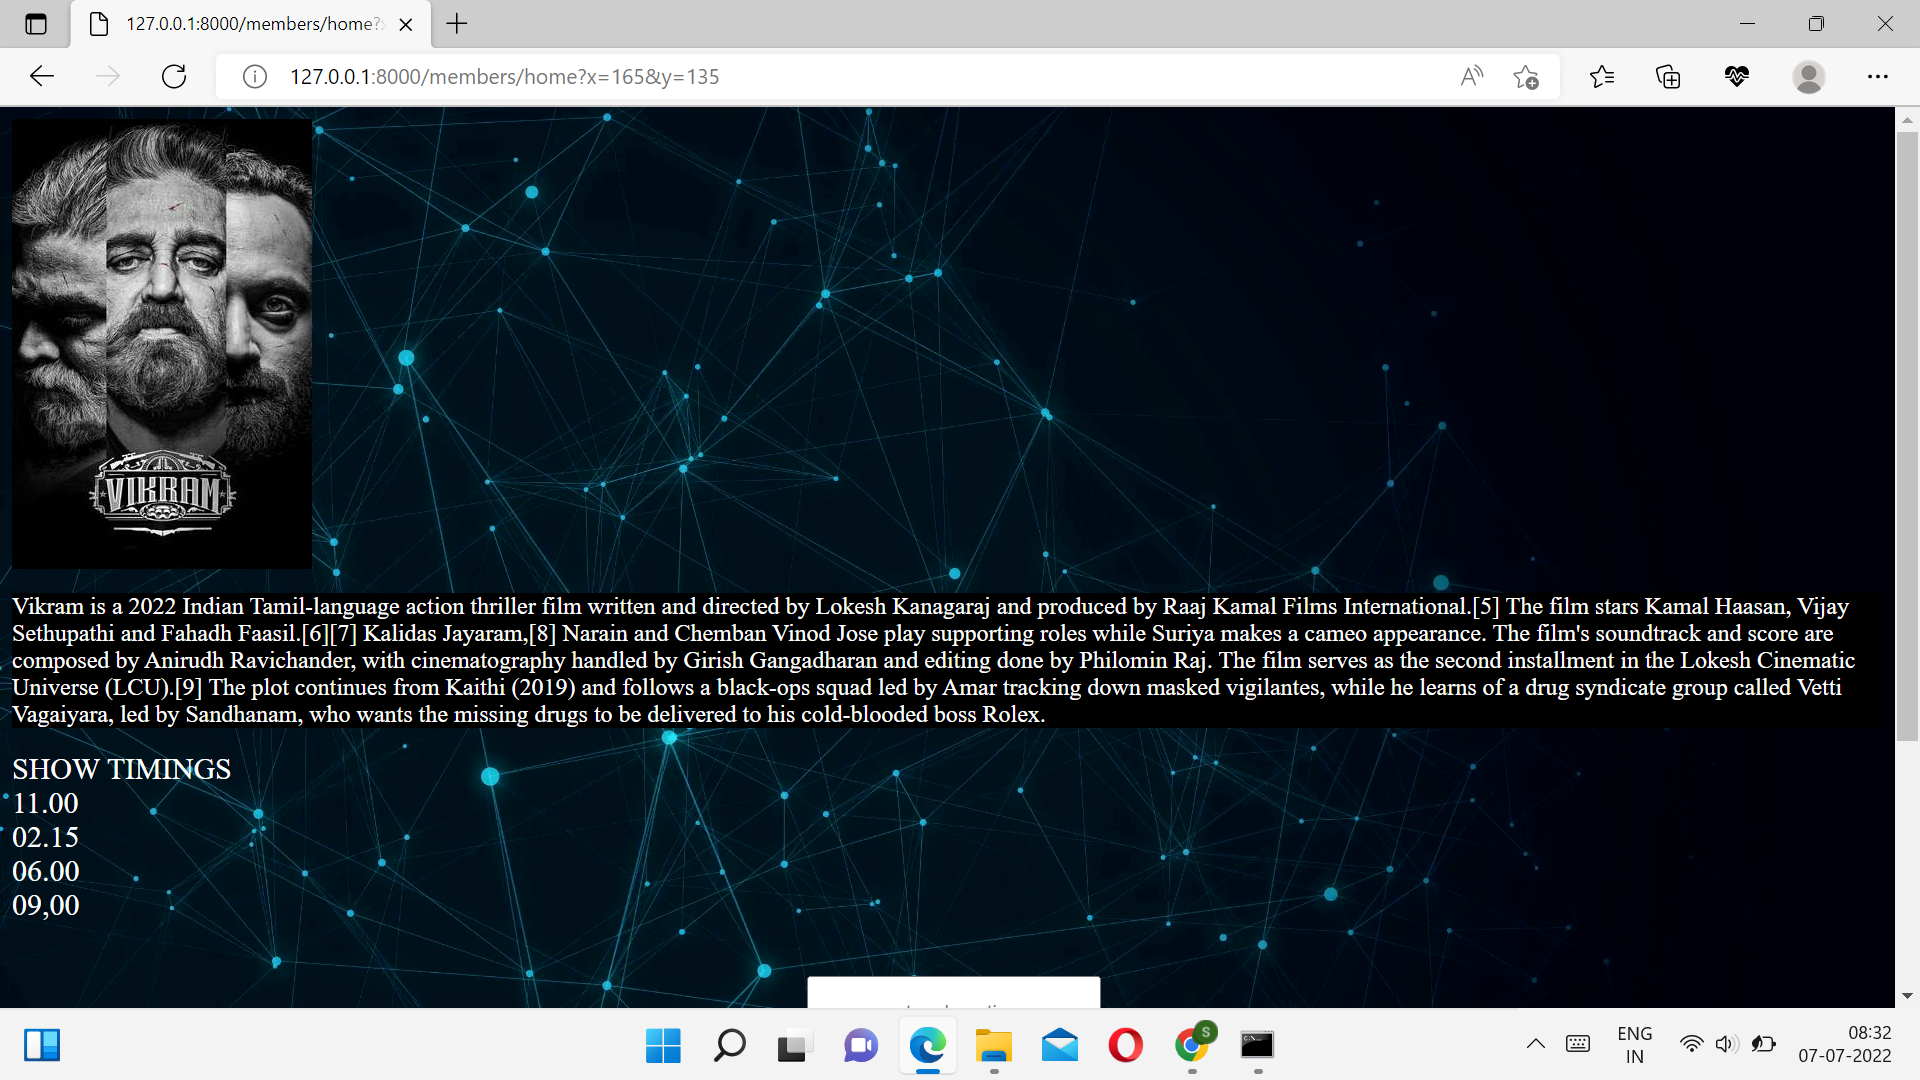 127.0.0.1:8000/members/home?
127.0.0.1:8000/members/home?x=165&y=135
VIKRAM
Vikram is a 2022 Indian Tamil-language action thriller film written and directed by Lokesh Kanagaraj and produced by Raaj Kamal Films International.[5] The film stars Kamal Haasan, Vijay
Sethupathi and Fahadh Faasil.[6][7] Kalidas Jayaram,[8] Narain and Chemban Vinod Jose play supporting roles while Suriya makes a cameo appearance. The film's soundtrack and score are
composed by Anirudh Ravichander, with cinematography handled by Girish Gangadharan and editing done by Philomin Raj. The film serves as the second installment in the Lokesh Cinematic
Universe (LCU).[9] The plot continues from Kaithi (2019) and follows a black-ops squad led by Amar tracking down masked vigilantes, while he learns of a drug syndicate group called Vetti
Vagaiyara, led by Sandhanam, who wants the missing drugs to be delivered to his cold-blooded boss Rolex.
SHOW TIMINGS
11.00
02.15
06.00
09,00
S
ENG
IN
08:32
07-07-2022